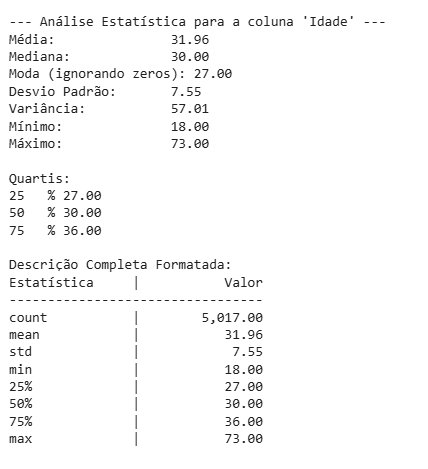 --- Análise Estatística para a coluna 'Idade' ---
Média:               31.96
Mediana:             30.00
Moda (ignorando zeros): 27.00
Desvio Padrão:       7.55
Variância:           57.01
Mínimo:              18.00
Máximo:              73.00

Quartis:
25   % 27.00
50   % 30.00
75   % 36.00

Descrição Completa Formatada:
Estatística     |           Valor
---------------------------------
count           |        5,017.00
mean            |           31.96
std             |            7.55
min             |           18.00
25%             |           27.00
50%             |           30.00
75%             |           36.00
max             |           73.00